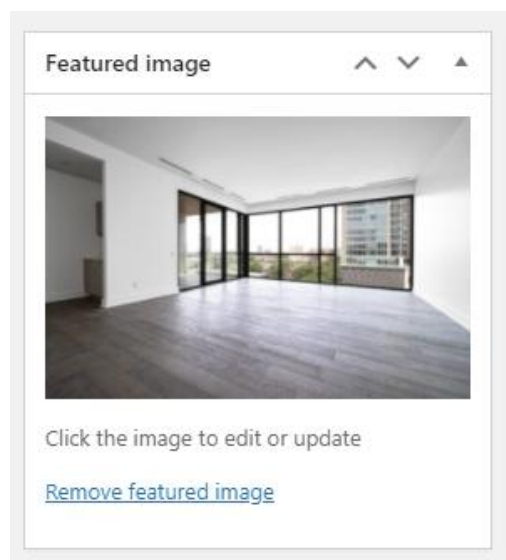 Featured image
Click the image to edit or update
Remove featured image